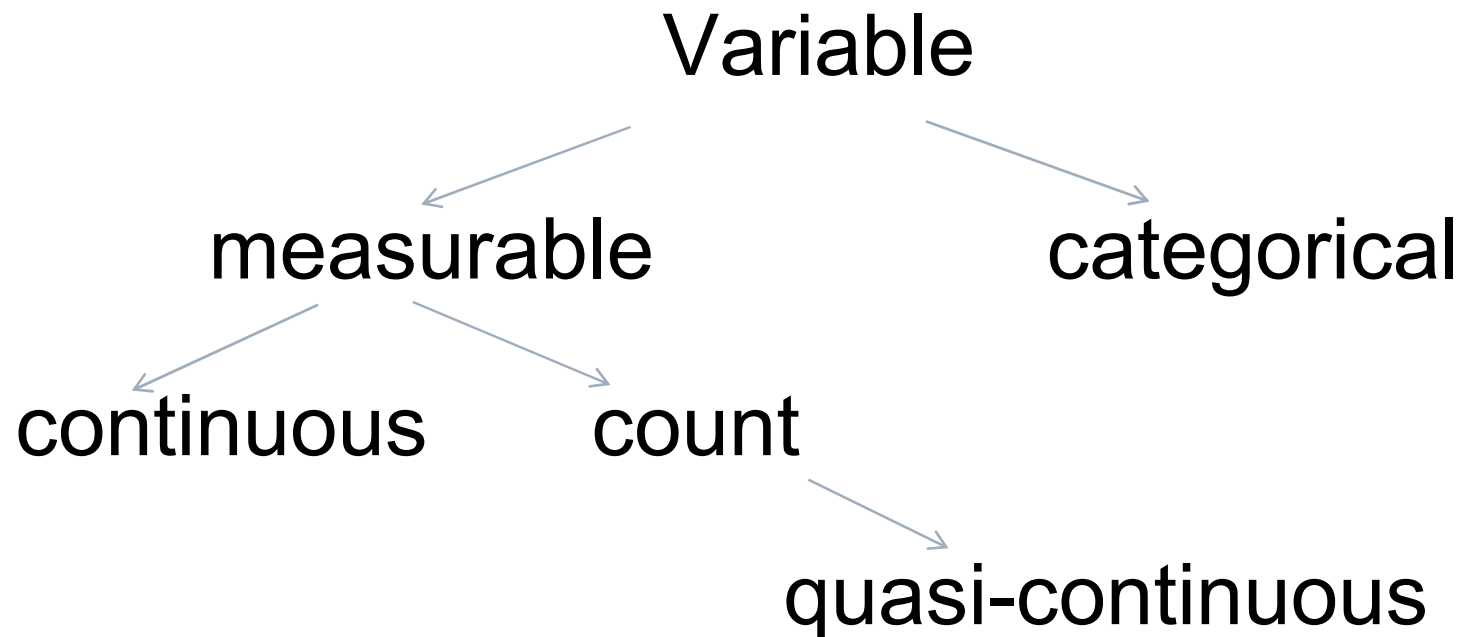 Variable
measurable categorical
continuous count
quasi-continuous